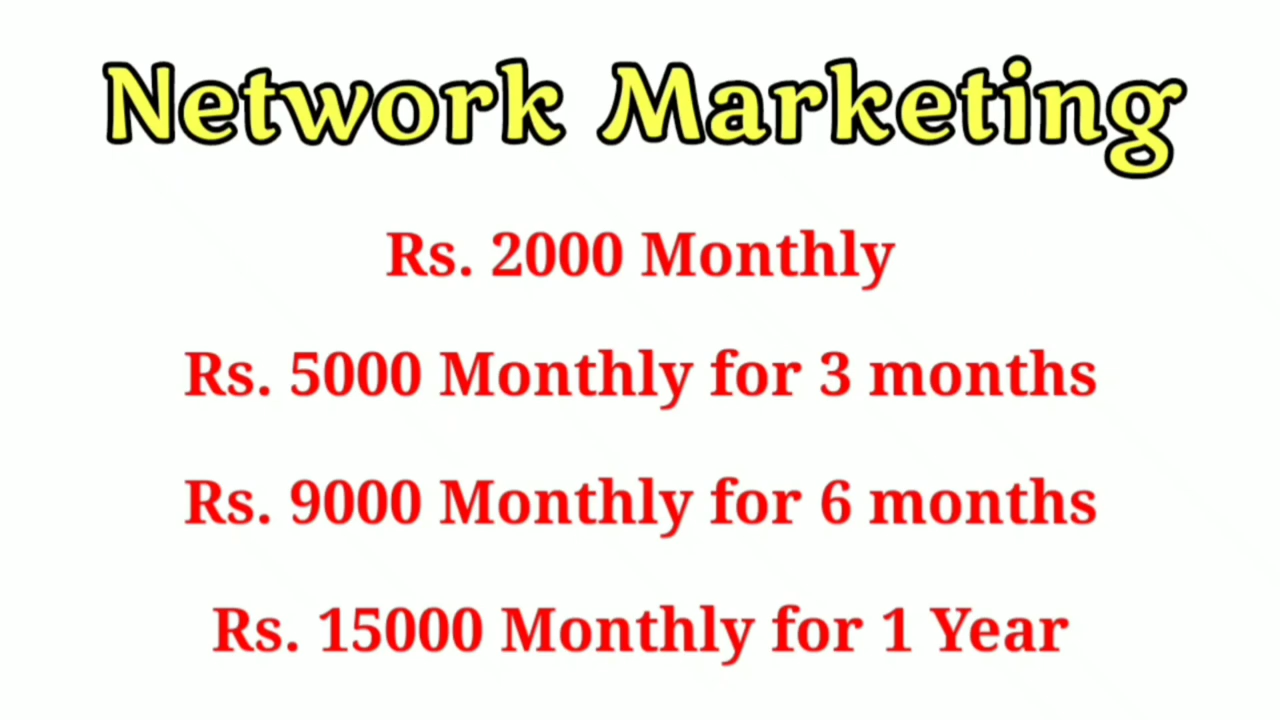 Network Marketing
Rs. 2000 Monthly
Rs. 5000 Monthly for 3 months
Rs. 9000 Monthly for 6 months
Rs. 15000 Monthly for 1 Year